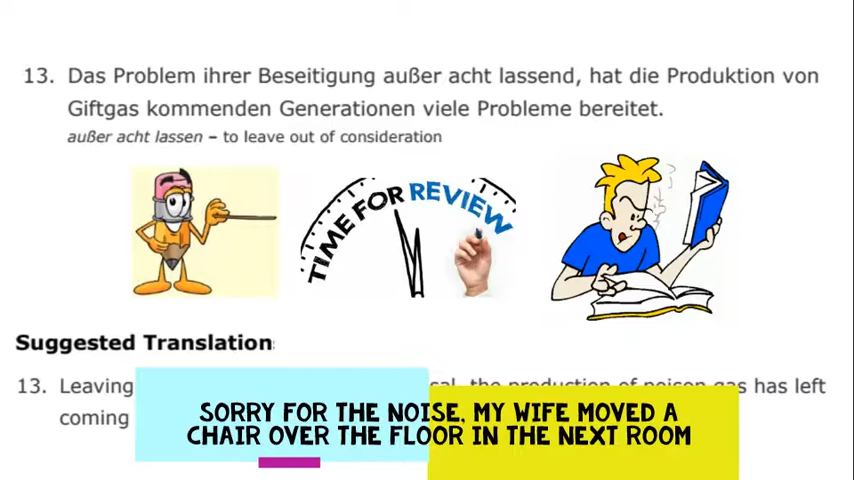 13. Das Problem ihrer Beseitigung außer acht lassend, hat die Produktion von
Giftgas kommenden Generationen viele Probleme bereitet.
außer acht lassen – to leave out of consideration
TIME FOR REVIEW
Suggested Translation
13. Leaving the production of poison gas has left
coming
SORRY FOR THE NOISE, MY WIFE MOVED A
CHAIR OVER THE FLOOR IN THE NEXT ROOM